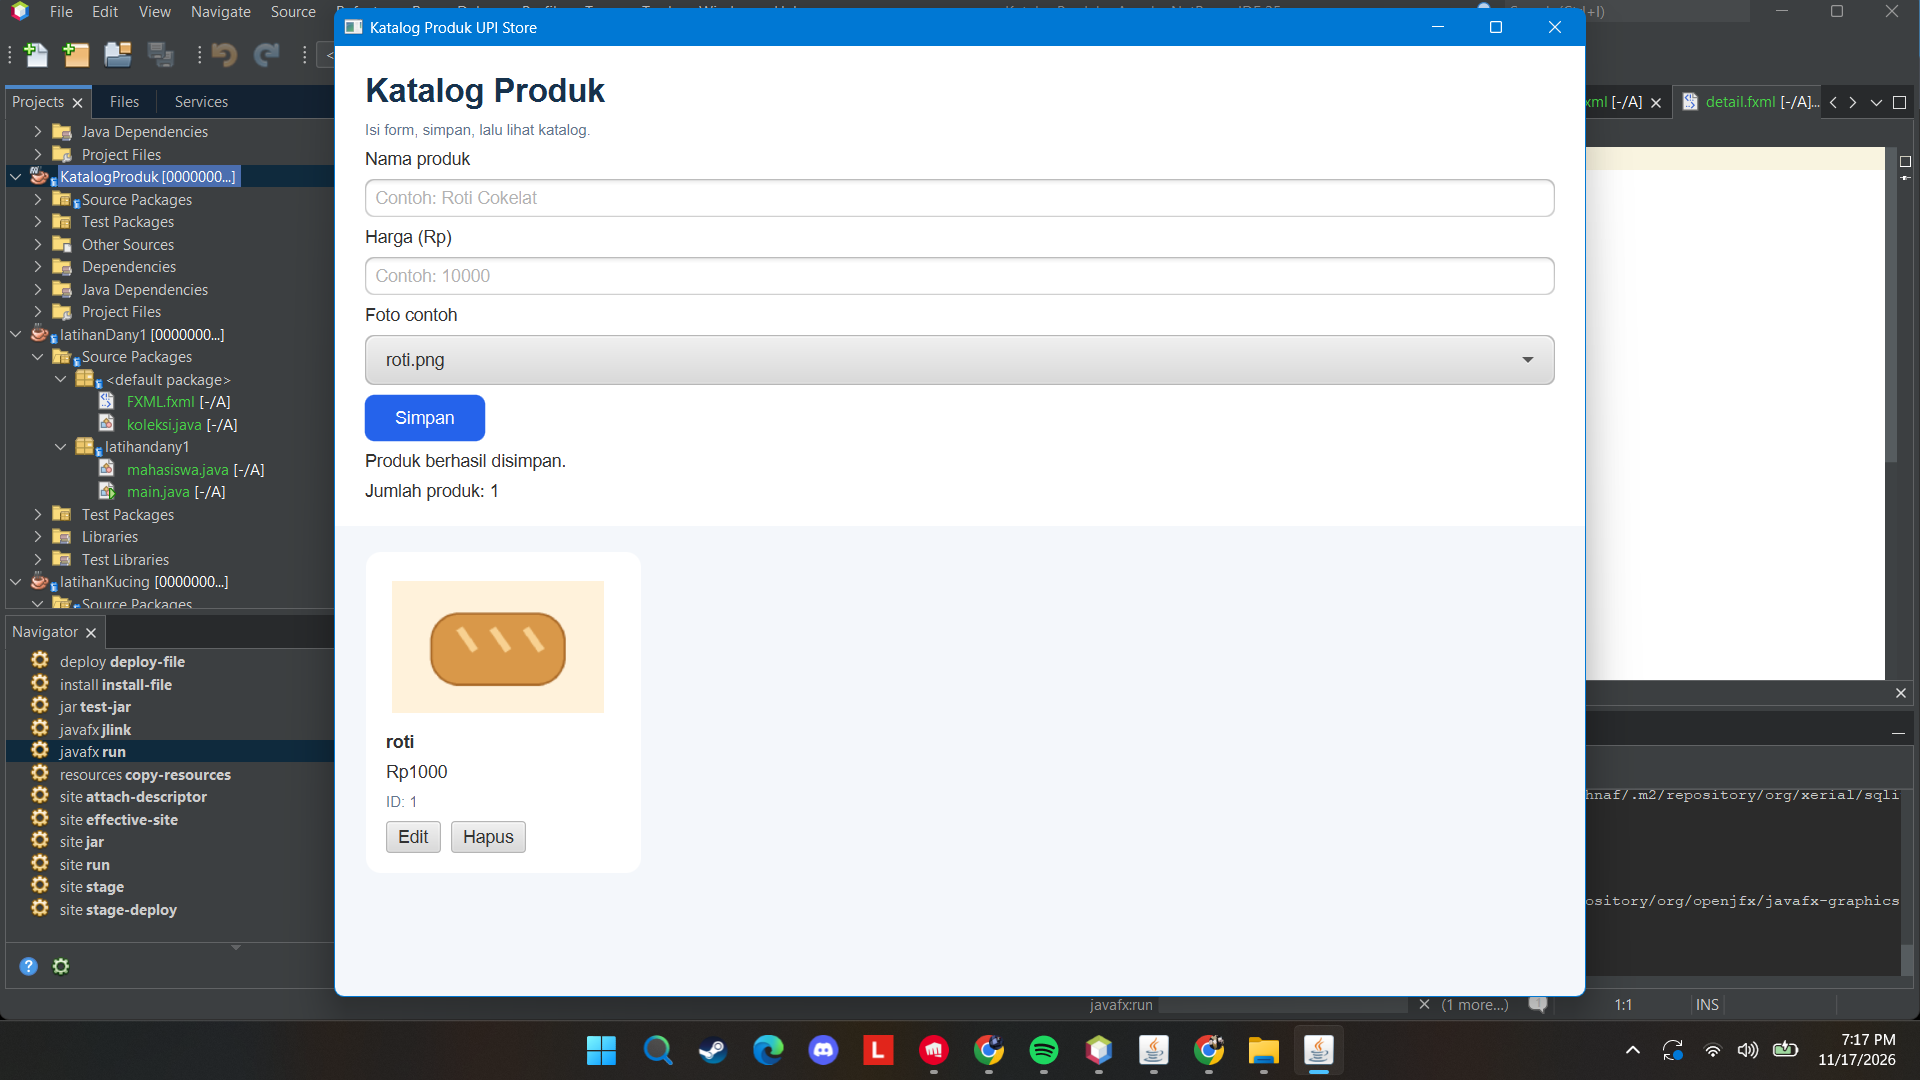 File Edit View Navigate Source
Katalog Produk UPI Store
Projects
Files
Services
xml [-/A]
detail.fxml [-/A]...
Java Dependencies
Project Files
KatalogProduk [0000000...]
Source Packages
Test Packages
Other Sources
Dependencies
Java Dependencies
Project Files
latihanDany1 [0000000...]
Source Packages
<default package>
FXML.fxml [-/A]
koleksi.java [-/A]
latihandany1
mahasiswa.java [-/A]
main.java [-/A]
Test Packages
Libraries
Test Libraries
latihanKucing [0000000...]
Source Packages
Navigator
deploy deploy-file
install install-file
jar test-jar
javafx jlink
javafx run
resources copy-resources
site attach-descriptor
site effective-site
site jar
site run
site stage
site stage-deploy
Katalog Produk
Isi form, simpan, lalu lihat katalog.
Nama produk
Contoh: Roti Cokelat
Harga (Rp)
Contoh: 10000
Foto contoh
roti.png
Simpan
Produk berhasil disimpan.
Jumlah produk: 1
roti
Rp1000
ID: 1
Edit
Hapus
hnaf/.m2/repository/org/xerial/sqli
ository/org/openjfx/javafx-graphics
javafx:run
(1 more...)
1:1
INS
7:17 PM
11/17/2026